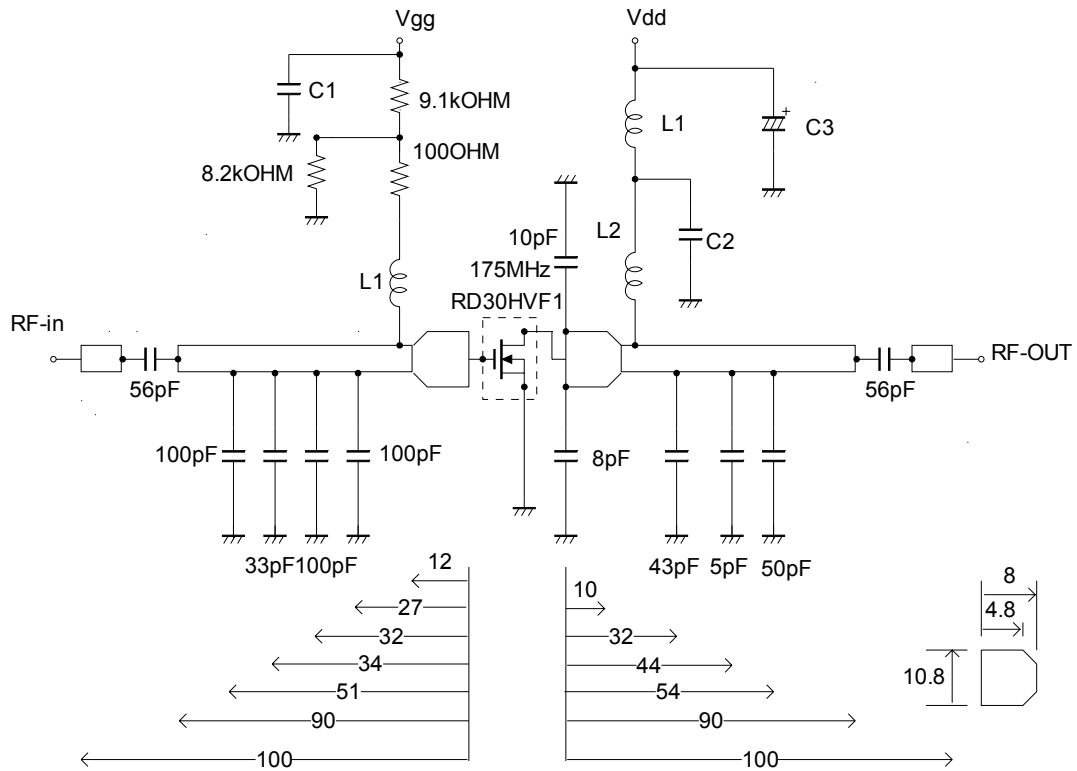 Vgg
Vdd
C1
9.1kOHM
L1
C3
+
8.2kOHM
100OHM
10pF
L2
C2
175MHz
L1
RD30HVF1
RF-in
RF-OUT
56pF
56pF
100pF
100pF
8pF
33pF
100pF
43pF
5pF
50pF
12
10
8
27
4.8
32
32
34
44
10.8
51
54
90
90
100
100